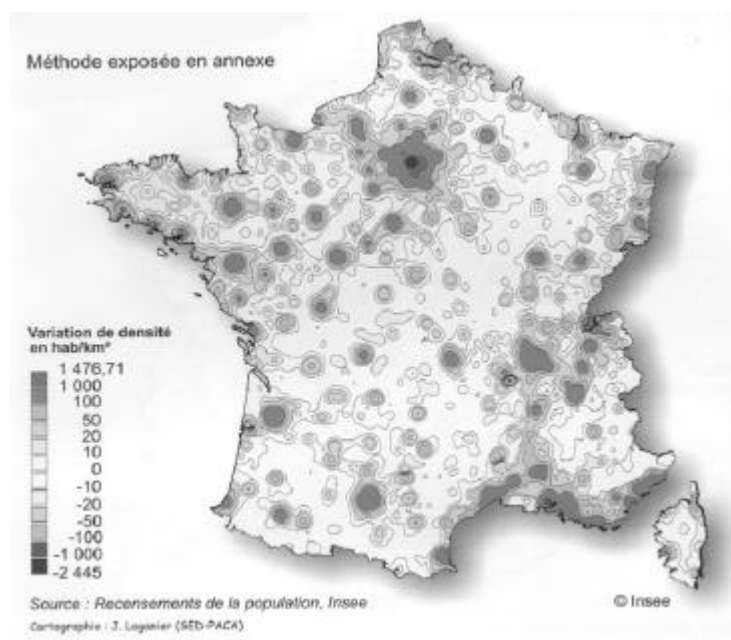 Méthode exposée en annexe
Variation de densité
en hab/km²
1 476,71
1 000
100
50
20
10
0
-10
-20
-50
-100
-1 000
-2 445
Source : Recensements de la population, Insee
© Insee
Cartographie : J. Laganier (SED-PACA)